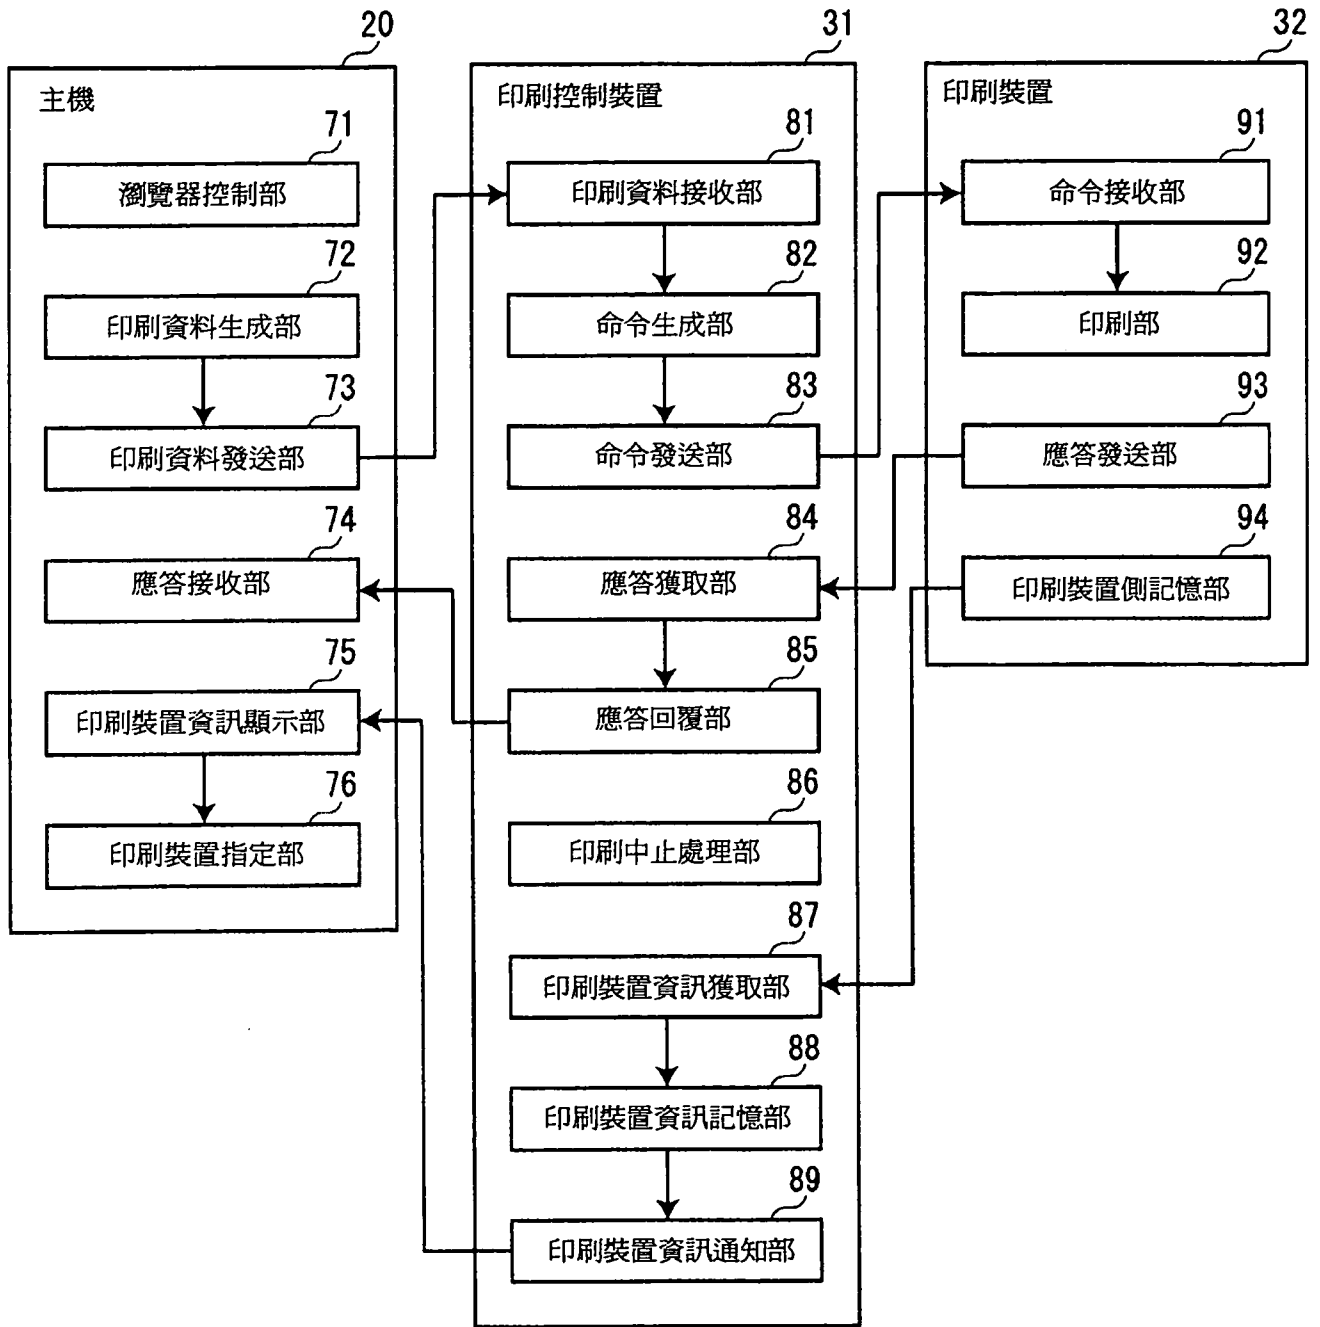 20
主機
71
瀏覽器控制部
72
印刷資料生成部
73
印刷資料發送部
74
應答接收部
75
印刷裝置資訊顯示部
76
印刷裝置指定部
31
印刷控制裝置
81
印刷資料接收部
82
命令生成部
83
命令發送部
84
應答獲取部
85
應答回覆部
86
印刷中止處理部
87
印刷裝置資訊獲取部
88
印刷裝置資訊記憶部
89
印刷裝置資訊通知部
32
印刷裝置
91
命令接收部
92
印刷部
93
應答發送部
94
印刷裝置側記憶部